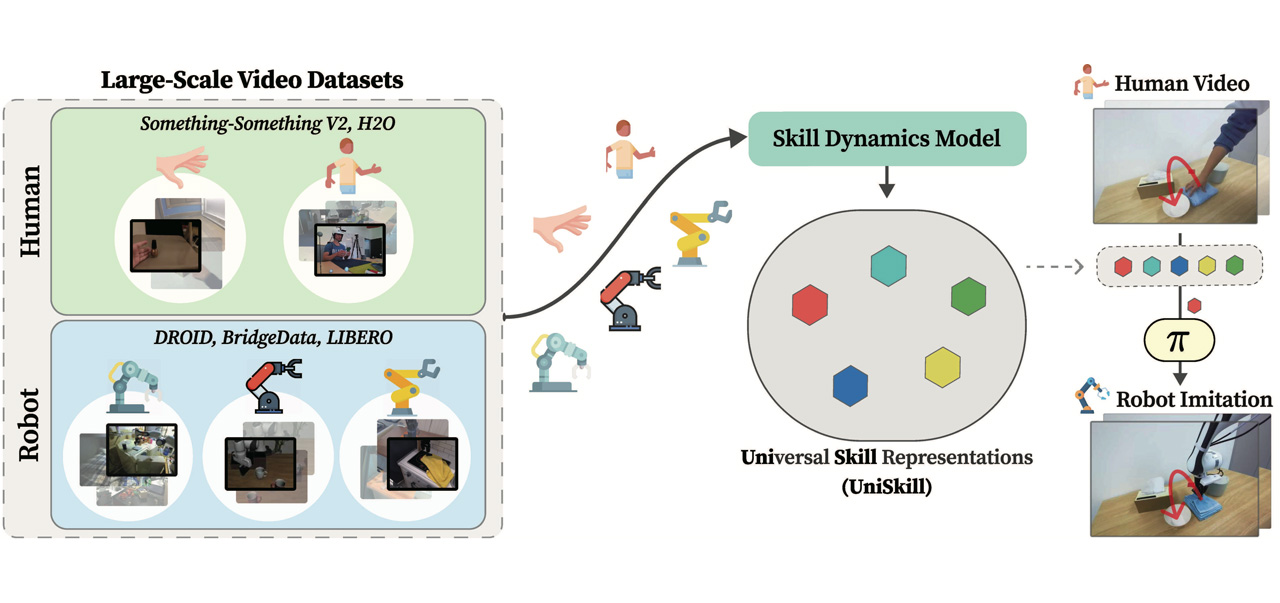 Large-Scale Video Datasets
Something-Something V2, H2O
Human
DROID, BridgeData, LIBERO
Robot
Skill Dynamics Model
Universal Skill Representations
(UniSkill)
Human Video
π
Robot Imitation